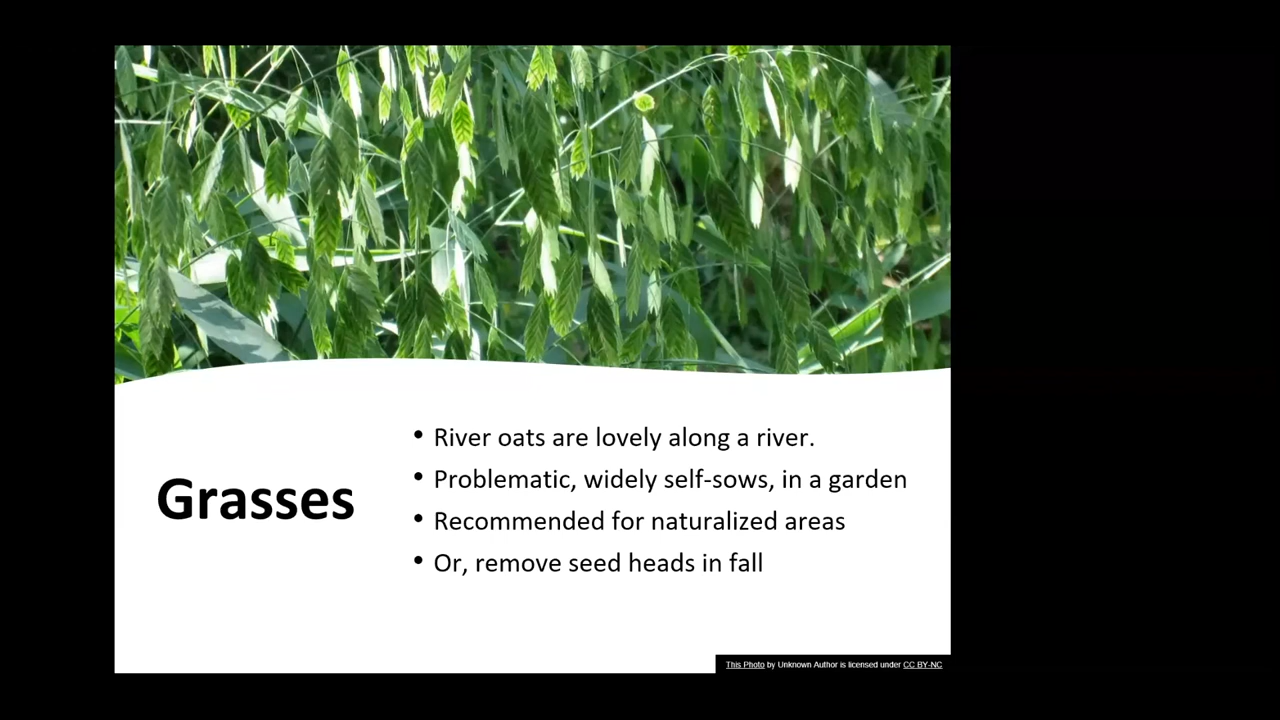 Grasses
• River oats are lovely along a river.
• Problematic, widely self-sows, in a garden
• Recommended for naturalized areas
• Or, remove seed heads in fall
This Photo by Unknown Author is licensed under CC BY-NC